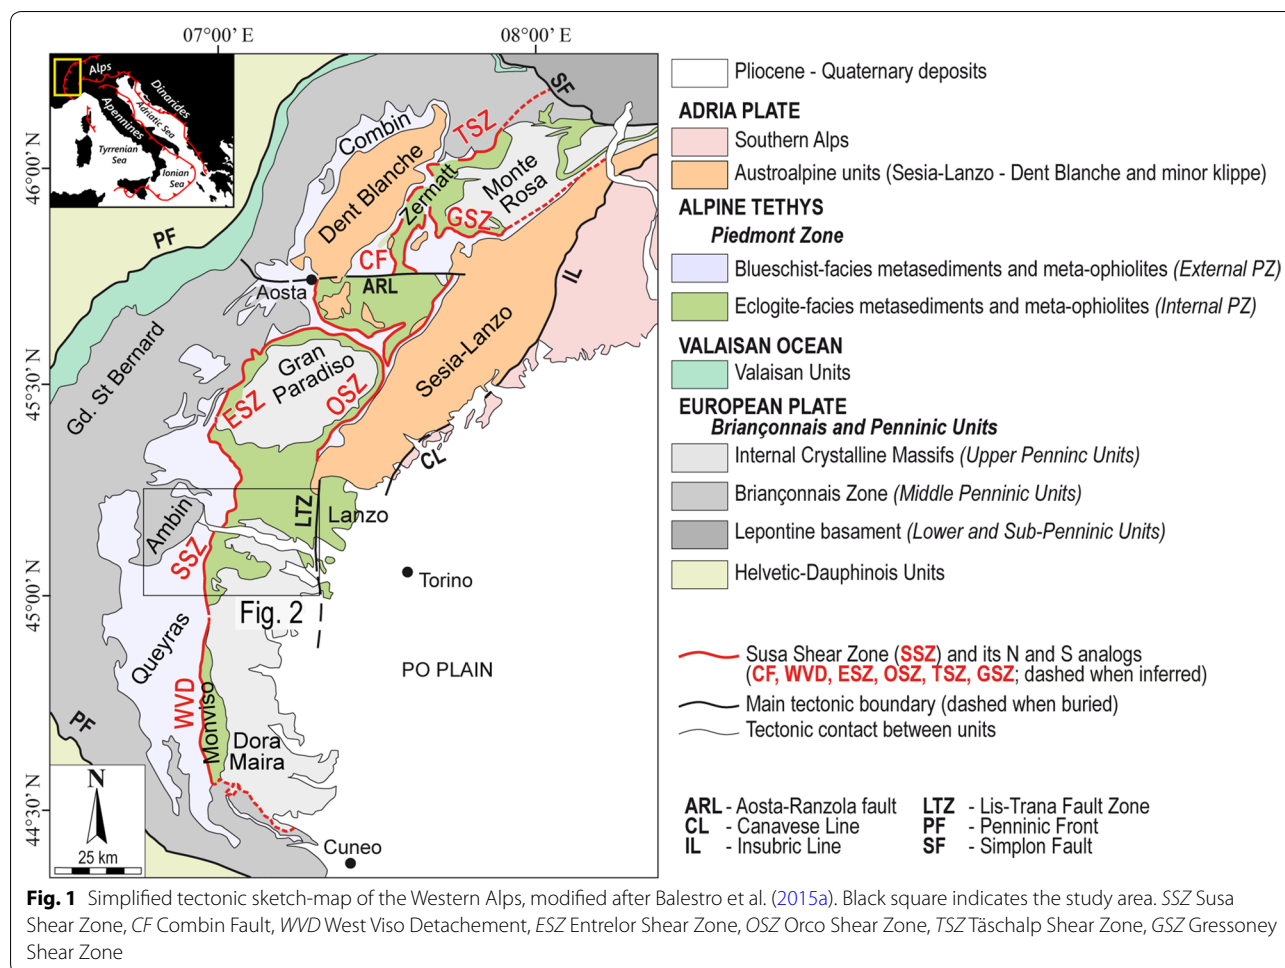 07°00' E
08°00' E
46°00' N
45°30' N
45°00' N
44°30' N
Alps
Dinarides
Apennines
Adriatic Sea
Tyrrenian
Sea
Ionian
Sea
SF
TSZ
Combin
Dent Blanche
Zermatt
Monte
Rosa
GSZ
PF
CF
IL
Aosta
ARL
Gd. St Bernard
Gran
Paradiso
Sesia-Lanzo
ESZ
OSZ
CL
LTZ
Lanzo
Ambin
SSZ
Torino
Fig. 2
Queyras
PO PLAIN
WVD
Monviso
PF
Dora
Maira
N
25 km
Cuneo
Pliocene - Quaternary deposits
ADRIA PLATE
Southern Alps
Austroalpine units (Sesia-Lanzo - Dent Blanche and minor klippe)
ALPINE TETHYS
Piedmont Zone
Blueschist-facies metasediments and meta-ophiolites (External PZ)
Eclogite-facies metasediments and meta-ophiolites (Internal PZ)
VALAISAN OCEAN
Valaisan Units
EUROPEAN PLATE
Briançonnais and Penninic Units
Internal Crystalline Massifs (Upper Penninc Units)
Briançonnais Zone (Middle Penninic Units)
Lepontine basament (Lower and Sub-Penninic Units)
Helvetic-Dauphinois Units
Susa Shear Zone (SSZ) and its N and S analogs
(CF, WVD, ESZ, OSZ, TSZ, GSZ; dashed when inferred)
Main tectonic boundary (dashed when buried)
Tectonic contact between units
ARL - Aosta-Ranzola fault
CL - Canavese Line
IL - Insubric Line
LTZ - Lis-Trana Fault Zone
PF - Penninic Front
SF - Simplon Fault
Fig. 1 Simplified tectonic sketch-map of the Western Alps, modified after Balestro et al. (2015a). Black square indicates the study area. SSZ Susa
Shear Zone, CF Combin Fault, WVD West Viso Detachement, ESZ Entrelor Shear Zone, OSZ Orco Shear Zone, TSZ Täschalp Shear Zone, GSZ Gressoney
Shear Zone